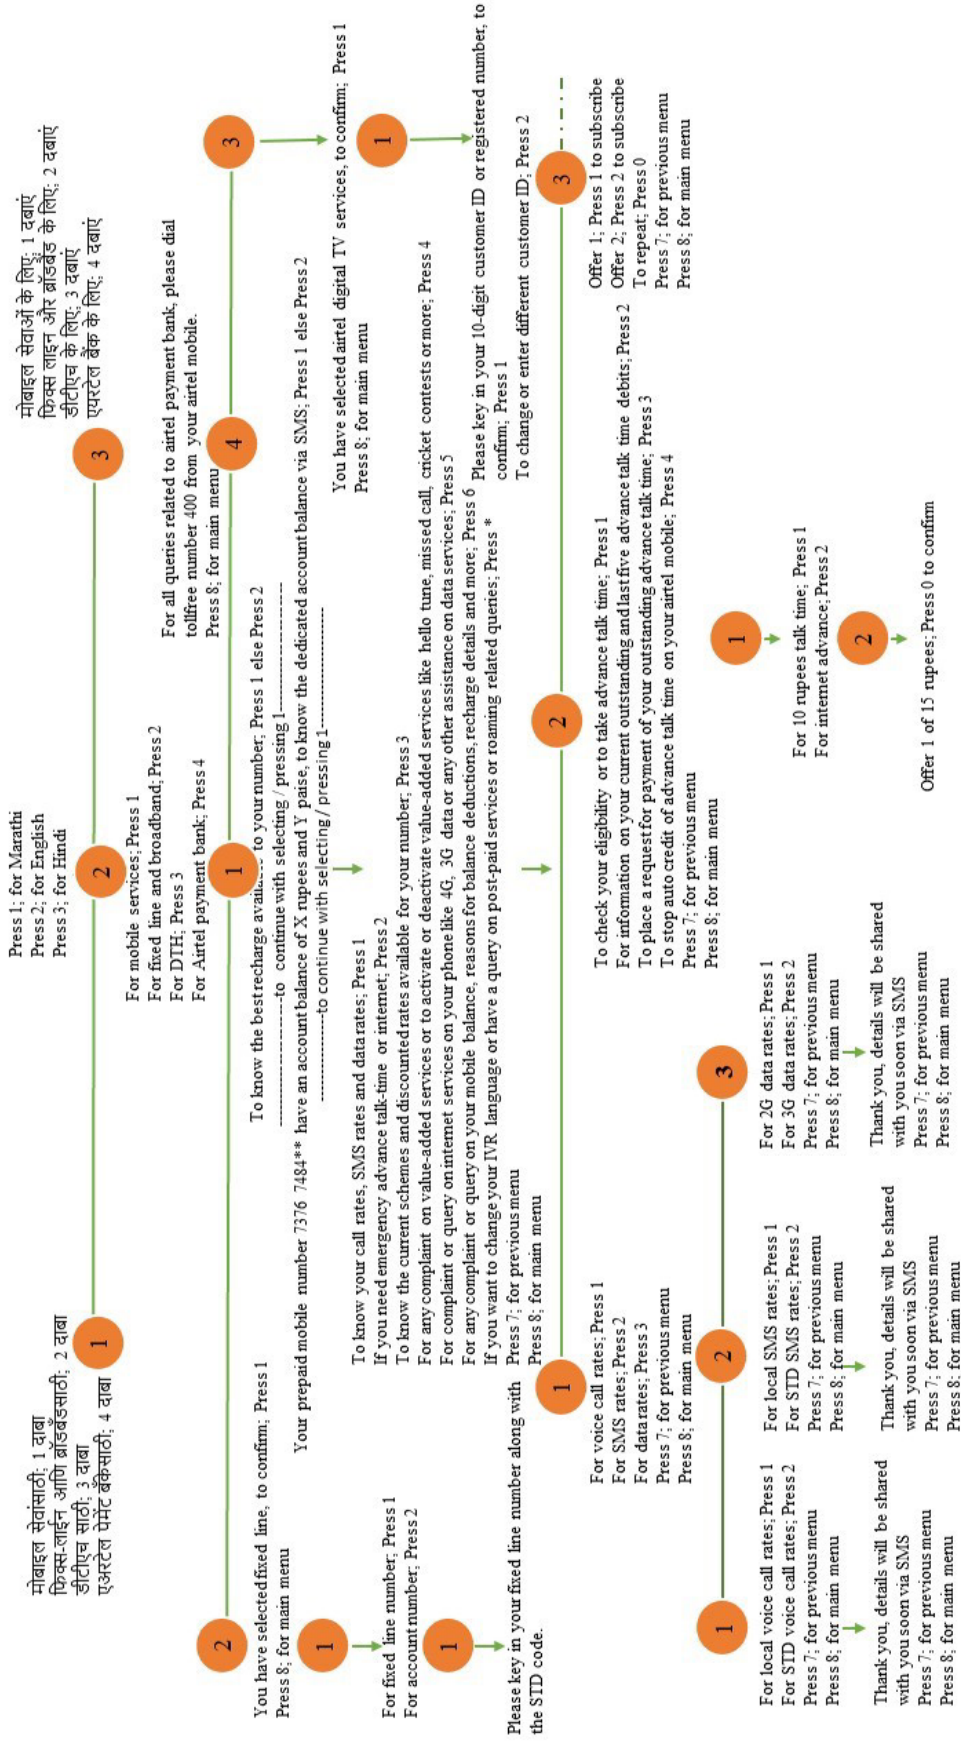 Press 1; for Marathi
Press 2; for English
Press 3; for Hindi
मोबाइल सेवांसाठी; 1 दाबा
फिक्स-लाईन आणि ब्रॉडबँडसाठी; 2 दाबा
डीटीएच साठी; 3 दाबा
एअरटेल पेमेंट बँकेसाठी; 4 दाबा
1
2
3
मोबाइल सेवाओं के लिए; 1 दबाएं
फिक्स लाइन और ब्रॉडबैंड के लिए; 2 दबाएं
डीटीएच के लिए; 3 दबाएं
एयरटेल बैंक के लिए; 4 दबाएं
For mobile services; Press 1
For fixed line and broadband; Press 2
For DTH; Press 3
For Airtel payment bank; Press 4
For all queries related to airtel payment bank, please dial
tollfree number 400 from your airtel mobile.
Press 8; for main menu
2
1
4
3
You have selected fixed line, to confirm; Press 1
Press 8; for main menu
1
For fixed line number; Press 1
For account number; Press 2
1
Please key in your fixed line number along with
the STD code.
To know the best recharge to your number; Press 1 else Press 2
--------------------to continue with selecting / pressing 1--------------------
Your prepaid mobile number 7376 7484** have an account balance of X rupees and Y paise, to know the dedicated account balance via SMS; Press 1 else Press 2
--------------------to continue with selecting / pressing 1--------------------
To know your call rates, SMS rates and data rates; Press 1
If you need emergency advance talk-time or internet; Press 2
To know the current schemes and discounted rates available for your number; Press 3
For any complaint on value-added services or to activate or deactivate value-added services like hello tune, missed call, cricket contests or more; Press 4
For complaint or query on internet services on your phone like 4G, 3G data or any other assistance on data services; Press 5
For any complaint or query on your mobile balance, reasons for balance deductions, recharge details and more; Press 6
If you want to change your IVR language or have a query on post-paid services or roaming related queries; Press *
Press 7; for previous menu
Press 8; for main menu
You have selected airtel digital TV services, to confirm; Press 1
Press 8; for main menu
1
Please key in your 10-digit customer ID or registered number, to
confirm; Press 1
To change or enter different customer ID; Press 2
1
2
3
For voice call rates; Press 1
For SMS rates; Press 2
For data rates; Press 3
Press 7; for previous menu
Press 8; for main menu
To check your eligibility or to take advance talk time; Press 1
For information on your current outstanding and last five advance talk time debits; Press 2
To place a request for payment of your outstanding advance talk time; Press 3
To stop auto credit of advance talk time on your airtel mobile; Press 4
Press 7; for previous menu
Press 8; for main menu
Offer 1; Press 1 to subscribe
Offer 2; Press 2 to subscribe
To repeat; Press 0
Press 7; for previous menu
Press 8; for main menu
1
2
3
For local voice call rates; Press 1
For STD voice call rates; Press 2
Press 7; for previous menu
Press 8; for main menu
Thank you, details will be shared
with you soon via SMS
Press 7; for previous menu
Press 8; for main menu
For local SMS rates; Press 1
For STD SMS rates; Press 2
Press 7; for previous menu
Press 8; for main menu
Thank you, details will be shared
with you soon via SMS
Press 7; for previous menu
Press 8; for main menu
For 2G data rates; Press 1
For 3G data rates; Press 2
Press 7; for previous menu
Press 8; for main menu
Thank you, details will be shared
with you soon via SMS
Press 7; for previous menu
Press 8; for main menu
1
For 10 rupees talk time; Press 1
For internet advance; Press 2
2
Offer 1 of 15 rupees; Press 0 to confirm